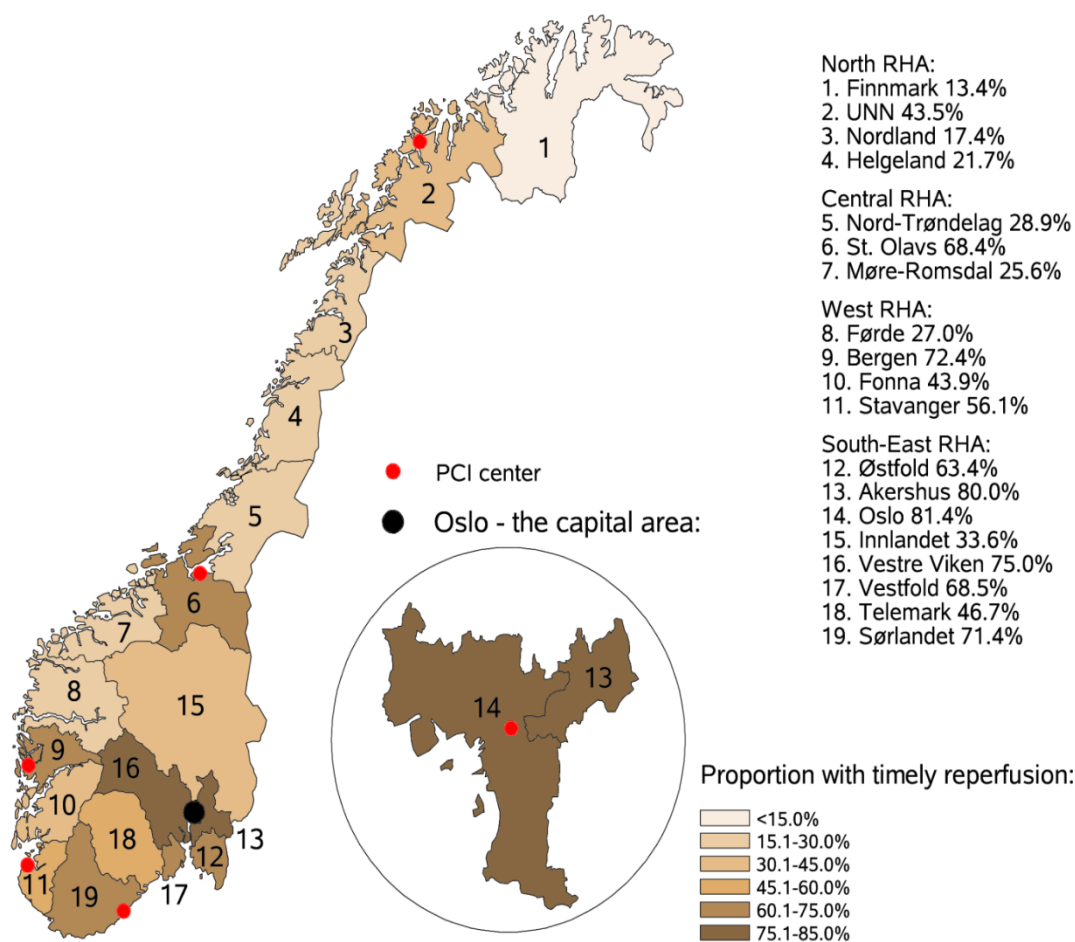 North RHA:
1. Finnmark 13.4%
2. UNN 43.5%
3. Nordland 17.4%
4. Helgeland 21.7%
Central RHA:
5. Nord-Trøndelag 28.9%
6. St. Olavs 68.4%
7. Møre-Romsdal 25.6%
West RHA:
8. Førde 27.0%
9. Bergen 72.4%
10. Fonna 43.9%
11. Stavanger 56.1%
South-East RHA:
12. Østfold 63.4%
13. Akershus 80.0%
14. Oslo 81.4%
15. Innlandet 33.6%
16. Vestre Viken 75.0%
17. Vestfold 68.5%
18. Telemark 46.7%
19. Sørlandet 71.4%
1
2
3
4
5
6
7
8
15
9
16
10
18
13
12
11
19
17
PCI center
Oslo - the capital area:
13
14
Proportion with timely reperfusion:
<15.0%
15.1-30.0%
30.1-45.0%
45.1-60.0%
60.1-75.0%
75.1-85.0%